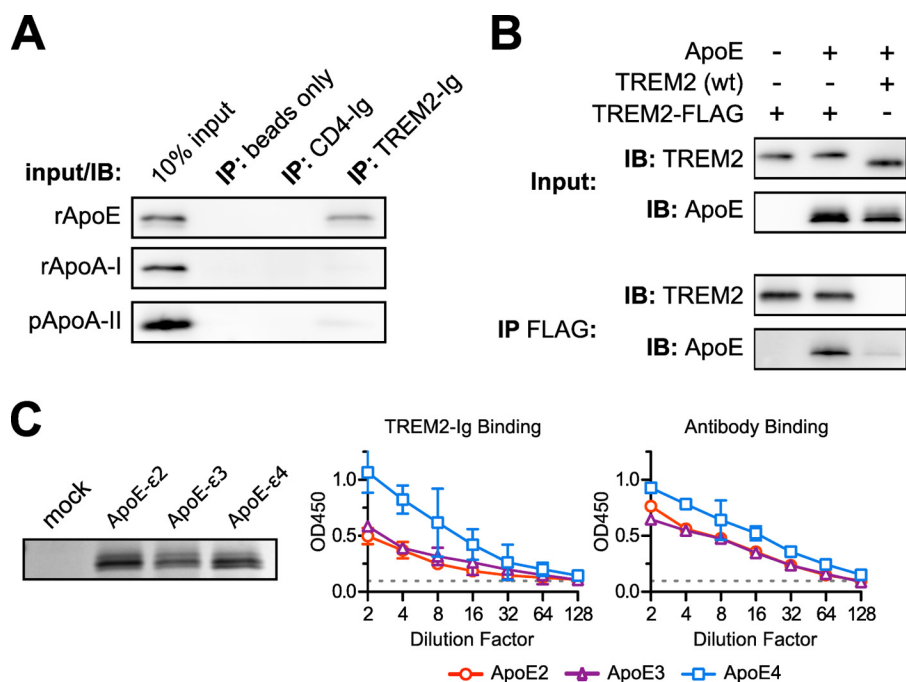 A
input/IB:
10% input
IP: beads only
IP: CD4-Ig
IP: TREM2-Ig
rApoE
rApoA-I
pApoA-II
B
ApoE - + +
TREM2 (wt) - - +
TREM2-FLAG + + -
Input:
IB: TREM2
IB: ApoE
IP FLAG:
IB: TREM2
IB: ApoE
C
mock
ApoE-ε2
ApoE-ε3
ApoE-ε4
TREM2-Ig Binding
OD450
1.0
0.5
0.0
2 4 8 16 32 64 128
Dilution Factor
Antibody Binding
OD450
1.0
0.5
0.0
2 4 8 16 32 64 128
Dilution Factor
ApoE2 ApoE3 ApoE4